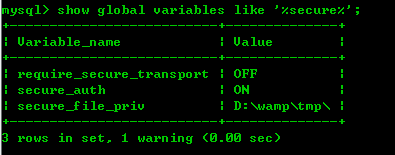 mysql> show global variables like '%secure%';
+--------------------------+--------------+
| Variable_name            | Value        |
+--------------------------+--------------+
| require_secure_transport | OFF          |
| secure_auth              | ON           |
| secure_file_priv         | D:\wamp\tmp\ |
+--------------------------+--------------+
3 rows in set, 1 warning (0.00 sec)